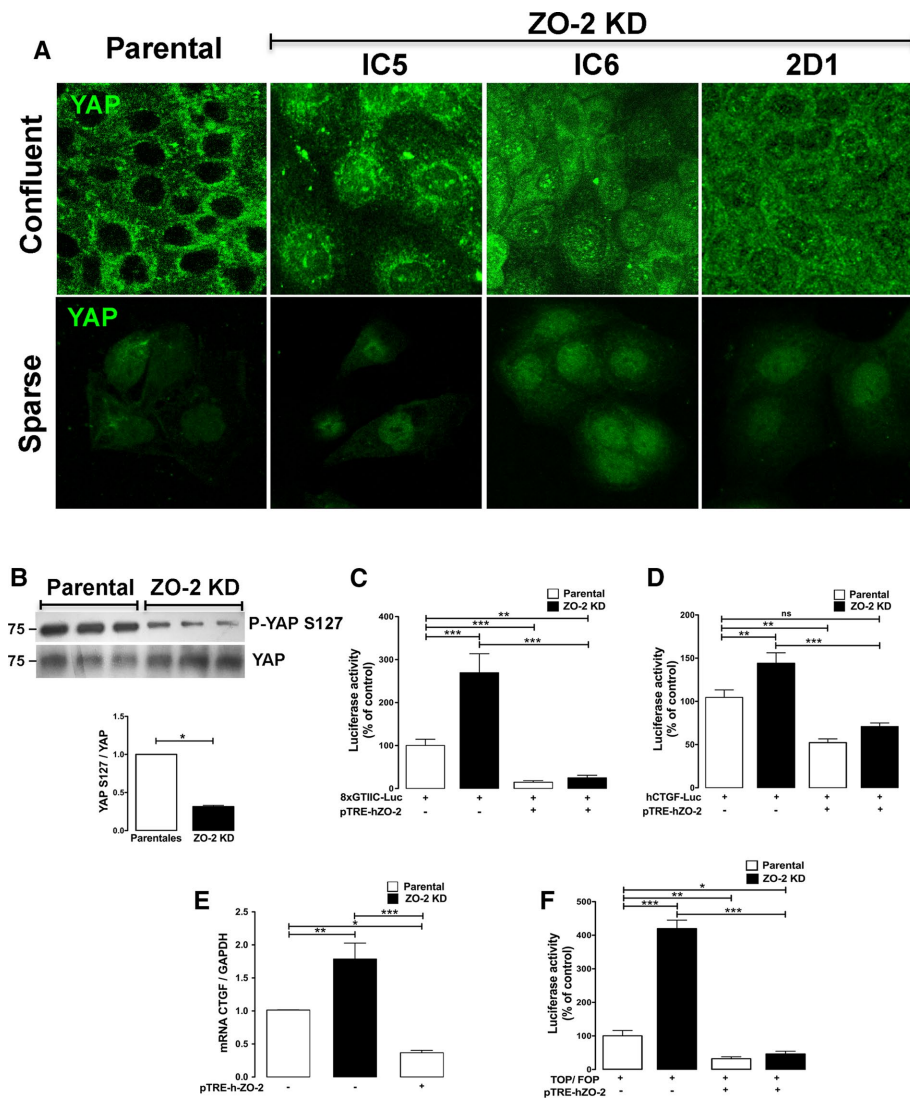 A
Parental
ZO-2 KD
IC5
IC6
2D1
Confluent
YAP
Sparse
YAP
B
Parental
ZO-2 KD
75
P-YAP S127
75
YAP
YAP S127 / YAP
1.5
1.0
0.5
0.0
*
Parentales
ZO-2 KD
C
Parental
ZO-2 KD
Luciferase activity
(% of control)
400
300
200
100
0
**
***
***
***
8xGTIIC-Luc + + + +
pTRE-hZO-2 - - + +
D
Parental
ZO-2 KD
Luciferase activity
(% of control)
200
150
100
50
0
ns
**
**
***
hCTGF-Luc + + + +
pTRE-hZO-2 - - + +
E
Parental
ZO-2 KD
mRNA CTGF / GAPDH
2.5
2.0
1.5
1.0
0.5
0.0
***
*
**
pTRE-h-ZO-2 - - +
F
Parental
ZO-2 KD
Luciferase activity
(% of control)
500
400
300
200
100
0
*
**
***
***
TOP/ FOP + + + +
pTRE-hZO-2 - - + +